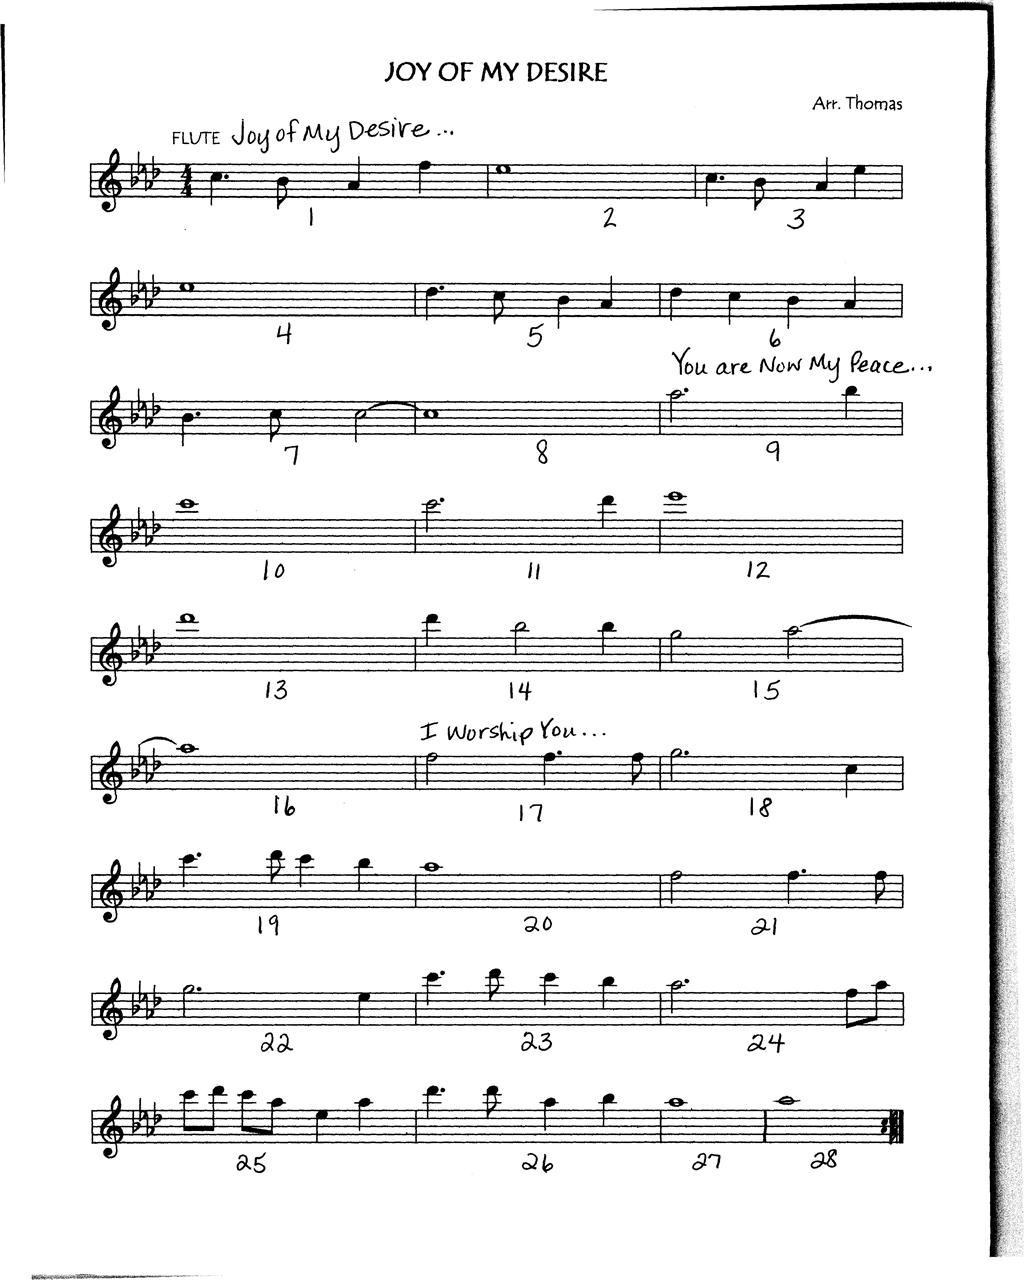 JOY OF MY DESIRE
Arr. Thomas
FLUTE Joy of My Desire...
4
4
1 2 3
4 5 6
You are Now My Peace...
7 8 9
10 11 12
13 14 15
I Worship You...
16 17 18
19 20 21
22 23 24
25 26 27 28